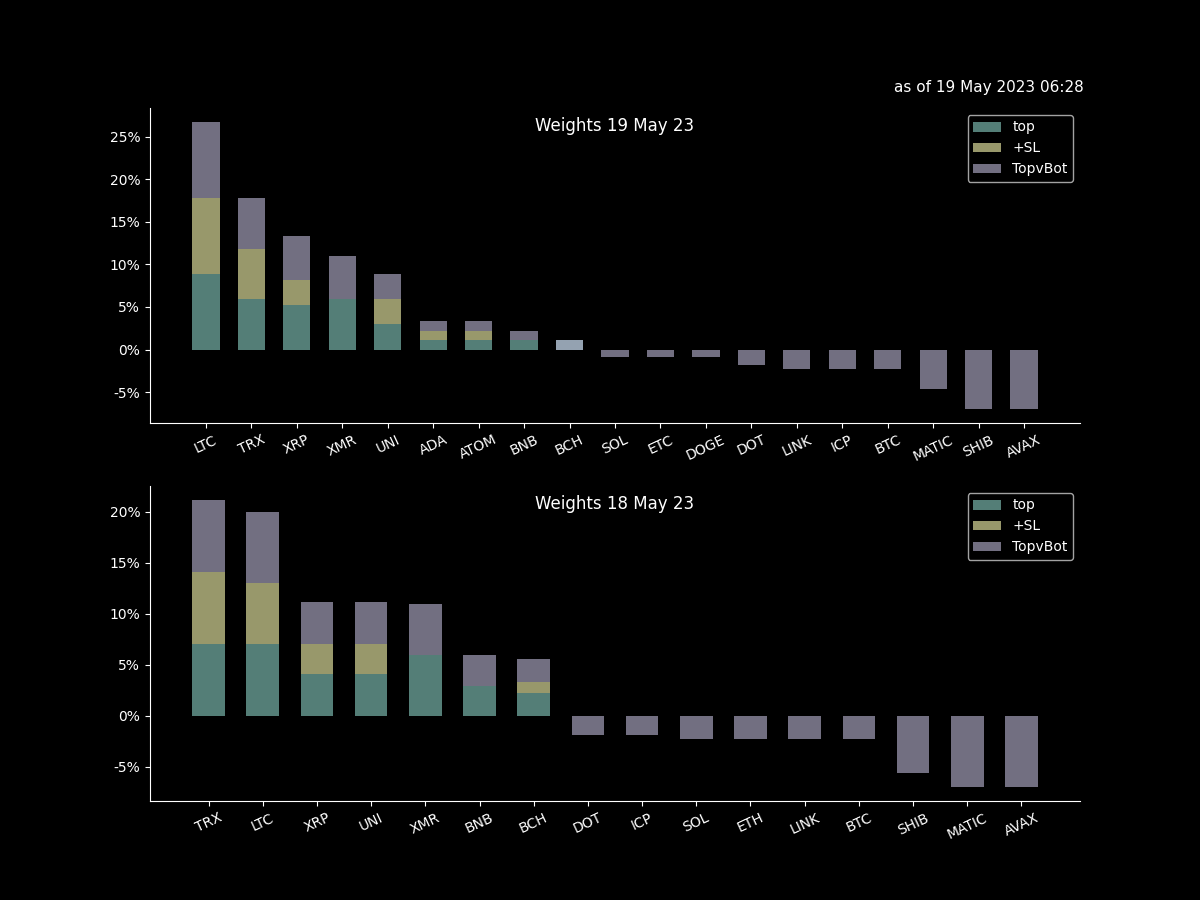 as of 19 May 2023 06:28
Weights 19 May 23
top
+SL
TopvBot
25%
20%
15%
10%
5%
0%
-5%
LTC TRX XRP XMR UNI ADA ATOM BNB BCH SOL ETC DOGE DOT LINK ICP BTC MATIC SHIB AVAX
Weights 18 May 23
top
+SL
TopvBot
20%
15%
10%
5%
0%
-5%
TRX LTC XRP UNI XMR BNB BCH DOT ICP SOL ETH LINK BTC SHIB MATIC AVAX